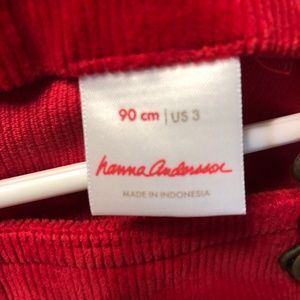 90 cm | US 3
hanna Andersson
MADE IN INDONESIA